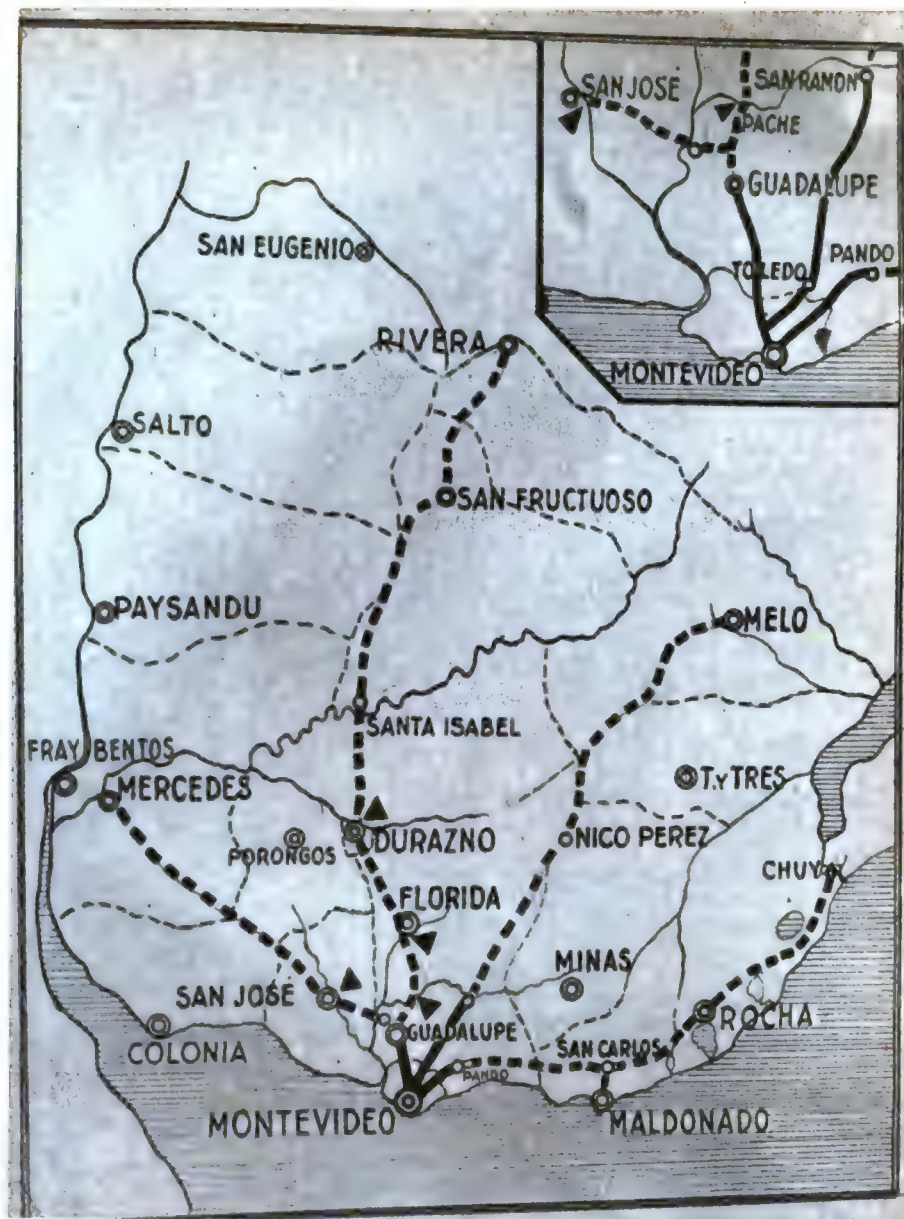 SAN JOSE
SAN RAMON
PACHE
GUADALUPE
TOLEDO
PANDO
MONTEVIDEO
SAN EUGENIO
RIVERA
SALTO
SAN FRUCTUOSO
PAYSANDU
MELO
SANTA ISABEL
FRAY BENTOS
MERCEDES
T. Y TRES
PORONGOS
DURAZNO
NICO PEREZ
CHUY
FLORIDA
MINAS
SAN JOSE
GUADALUPE
ROCHA
COLONIA
SAN CARLOS
PANDO
MONTEVIDEO
MALDONADO